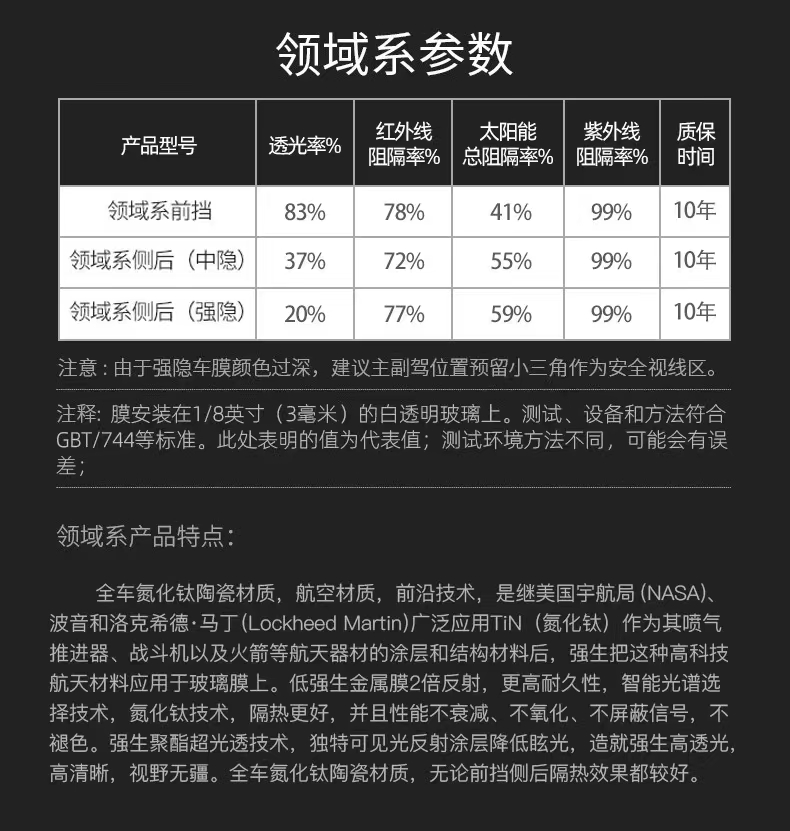 领域系参数
产品型号 透光率% 红外线阻隔率% 太阳能总阻隔率% 紫外线阻隔率% 质保时间
领域系前挡 83% 78% 41% 99% 10年
领域系侧后（中隐） 37% 72% 55% 99% 10年
领域系侧后（强隐） 20% 77% 59% 99% 10年
注意：由于强隐车膜颜色过深，建议主副驾位置预留小三角作为安全视线区。
注释: 膜安装在1/8英寸（3毫米）的白透明玻璃上。测试、设备和方法符合
GBT/744等标准。此处表明的值为代表值；测试环境方法不同，可能会有误
差；
领域系产品特点：
全车氮化钛陶瓷材质，航空材质，前沿技术，是继美国宇航局(NASA)、
波音和洛克希德·马丁(Lockheed Martin)广泛应用TiN（氮化钛）作为其喷气
推进器、战斗机以及火箭等航天器材的涂层和结构材料后，强生把这种高科技
航天材料应用于玻璃膜上。低强生金属膜2倍反射，更高耐久性，智能光谱选
择技术，氮化钛技术，隔热更好，并且性能不衰减、不氧化、不屏蔽信号，不
褪色。强生聚酯超光透技术，独特可见光反射涂层降低眩光，造就强生高透光，
高清晰，视野无疆。全车氮化钛陶瓷材质，无论前挡侧后隔热效果都较好。